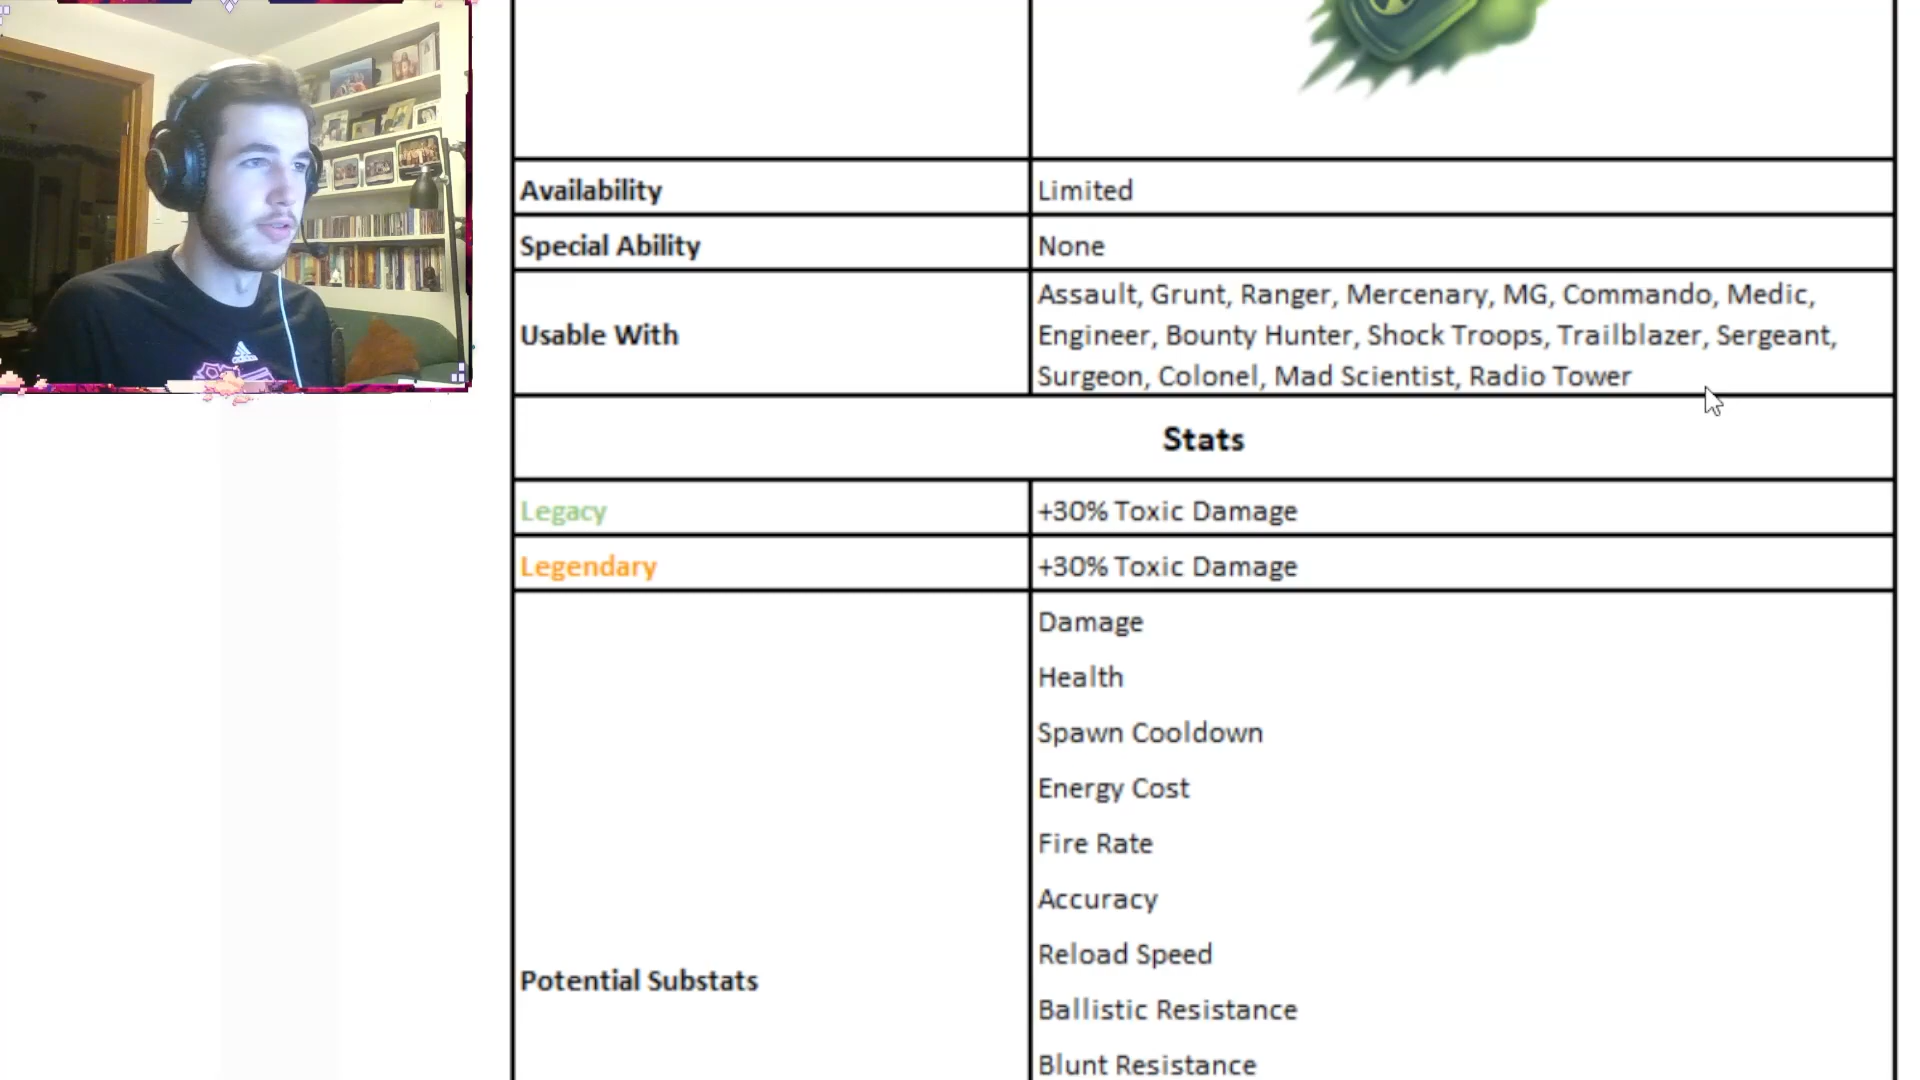 adidas
Availability
Limited
Special Ability
None
Usable With
Assault, Grunt, Ranger, Mercenary, MG, Commando, Medic,
Engineer, Bounty Hunter, Shock Troops, Trailblazer, Sergeant,
Surgeon, Colonel, Mad Scientist, Radio Tower
Stats
Legacy
+30% Toxic Damage
Legendary
+30% Toxic Damage
Potential Substats
Damage
Health
Spawn Cooldown
Energy Cost
Fire Rate
Accuracy
Reload Speed
Ballistic Resistance
Blunt Resistance